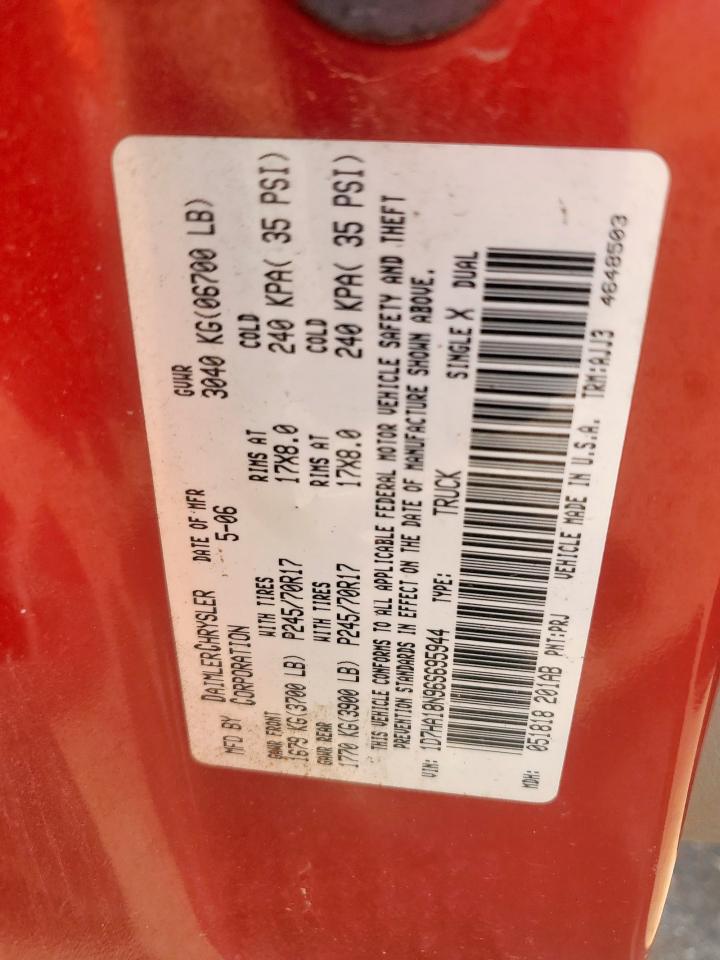 MFD BY DAIMLERCHRYSLER CORPORATION
DATE OF MFR 5-06
GVWR 3040 KG(06700 LB)
GAWR FRONT WITH TIRES RIMS AT COLD
1679 KG(3700 LB) P245/70R17 17X8.0 240 KPA( 35 PSI)
GAWR REAR WITH TIRES RIMS AT COLD
1770 KG(3900 LB) P245/70R17 17X8.0 240 KPA( 35 PSI)
THIS VEHICLE CONFORMS TO ALL APPLICABLE FEDERAL MOTOR VEHICLE SAFETY AND THEFT
PREVENTION STANDARDS IN EFFECT ON THE DATE OF MANUFACTURE SHOWN ABOVE.
VIN: 1D7HA18N96S695944 TYPE: TRUCK SINGLE X DUAL
MDH: 051818 201AB PNT:PRJ VEHICLE MADE IN U.S.A. TRM:AJJ3
4648503